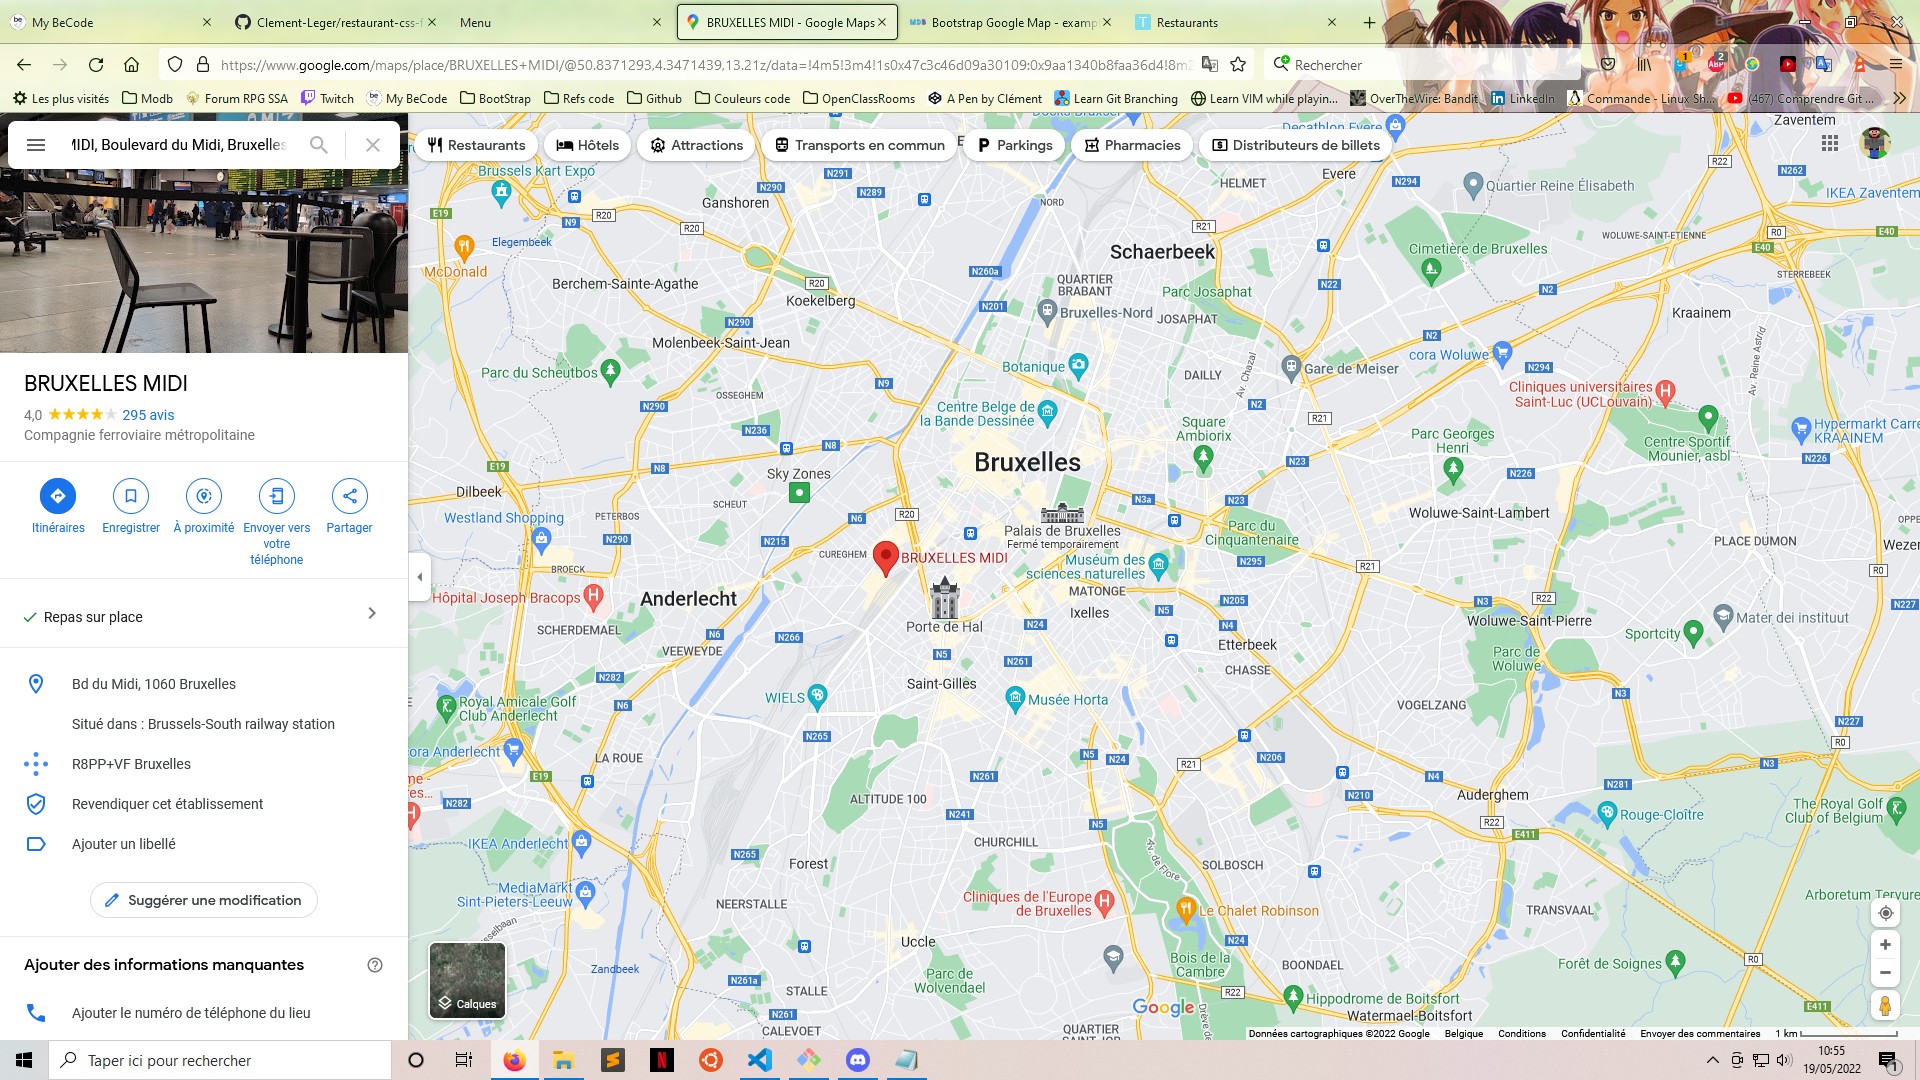 My BeCode
Clement-Leger/restaurant-css-f
Menu
BRUXELLES MIDI - Google Maps
Bootstrap Google Map - examp
Restaurants
https://www.google.com/maps/place/BRUXELLES+MIDI/@50.8371293,4.3471439,13.21z/data=!4m5!3m4!1s0x47c3c46d09a30109:0x9aa1340b8faa36d4!8m2
Rechercher
Les plus visités
Modb
Forum RPG SSA
Twitch
My BeCode
BootStrap
Refs code
Github
Couleurs code
OpenClassRooms
A Pen by Clément
Learn Git Branching
Learn VIM while playin...
OverTheWire: Bandit
LinkedIn
Commande - Linux Sh...
(467) Comprendre Git ...
MIDI, Boulevard du Midi, Bruxelles
Restaurants
Hôtels
Attractions
Transports en commun
Parkings
Pharmacies
Distributeurs de billets
BRUXELLES MIDI
4,0
295 avis
Compagnie ferroviaire métropolitaine
Itinéraires
Enregistrer
À proximité
Envoyer vers
votre
téléphone
Partager
Repas sur place
Bd du Midi, 1060 Bruxelles
Situé dans : Brussels-South railway station
R8PP+VF Bruxelles
Revendiquer cet établissement
Ajouter un libellé
Suggérer une modification
Ajouter des informations manquantes
Ajouter le numéro de téléphone du lieu
Decathlon Evere
Zaventem
Brussels Kart Expo
Ganshoren
HELMET
Evere
Quartier Reine Élisabeth
IKEA Zaventem
NORD
Elegembeek
McDonald
Schaerbeek
Cimetière de Bruxelles
WOLUWE-SAINT-ETIENNE
STERREBEEK
Berchem-Sainte-Agathe
Koekelberg
QUARTIER
BRABANT
Parc Josaphat
Bruxelles-Nord
JOSAPHAT
Kraainem
Molenbeek-Saint-Jean
Av. Reine Astrid
cora Woluwe
Parc du Scheutbos
Botanique
DAILLY
Av. Chazal
Gare de Meiser
Cliniques universitaires
Saint-Luc (UCLouvain)
OSSEGHEM
Centre Belge de
la Bande Dessinée
Square
Ambiorix
Parc Georges
Henri
Centre Sportif
Mounier, asbl
Hypermarkt Carre
KRAAINEM
Bruxelles
Sky Zones
Dilbeek
SCHEUT
Westland Shopping
PETERBOS
Palais de Bruxelles
Fermé temporairement
Parc du
Cinquantenaire
Woluwe-Saint-Lambert
OPPE
PLACE DUMON
Wezer
CUREGHEM
BRUXELLES MIDI
Muséum des
sciences naturelles
BROECK
MATONGE
Hôpital Joseph Bracops
Anderlecht
Ixelles
Porte de Hal
Woluwe-Saint-Pierre
Mater dei instituut
SCHERDEMAEL
Sportcity
VEEWEYDE
Etterbeek
Parc de
Woluwe
CHASSE
Saint-Gilles
WIELS
Musée Horta
Royal Amicale Golf
Club Anderlecht
VOGELZANG
cora Anderlecht
LA ROUE
ALTITUDE 100
Auderghem
The Royal Golf
Club of Belgium
Rouge-Cloître
IKEA Anderlecht
CHURCHILL
Av. de Flore
Forest
SOLBOSCH
MediaMarkt
Sint-Pieters-Leeuw
NEERSTALLE
Cliniques de l'Europe
de Bruxelles
Le Chalet Robinson
TRANSVAAL
Arboretum Tervure
Uccle
Zandbeek
Parc de
Wolvendael
Bois de la
Cambre
BOONDAEL
Forêt de Soignes
STALLE
Hippodrome de Boitsfort
Watermael-Boitsfort
CALEVOET
QUARTIER
Calques
Google
Données cartographiques ©2022 Google
Belgique
Conditions
Confidentialité
Envoyer des commentaires
1 km
Taper ici pour rechercher
10:55
19/05/2022